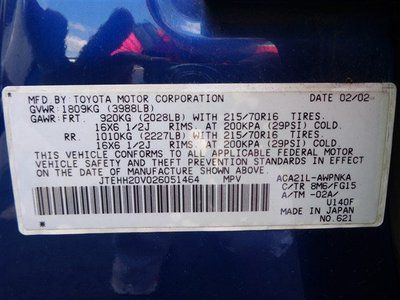 MFD BY TOYOTA MOTOR CORPORATION DATE 02/02
GVWR: 1809KG (3988LB)
GAWR: FRT. 920KG (2028LB) WITH 215/70R16 TIRES.
16X6 1/2J RIMS. AT 200KPA (29PSI) COLD.
RR. 1010KG (2227LB) WITH 215/70R16 TIRES.
16X6 1/2J RIMS. AT 200KPA (29PSI) COLD.
THIS VEHICLE CONFORMS TO ALL APPLICABLE FEDERAL MOTOR
VEHICLE SAFETY AND THEFT PREVENTION STANDARDS IN EFFECT
ON THE DATE OF MANUFACTURE SHOWN ABOVE.
JTEHH20V026051464 MPV ACA21L-AWPNKA
C/TR 8M6/FG15
A/TM -02A/
U140F
MADE IN JAPAN
NO.621